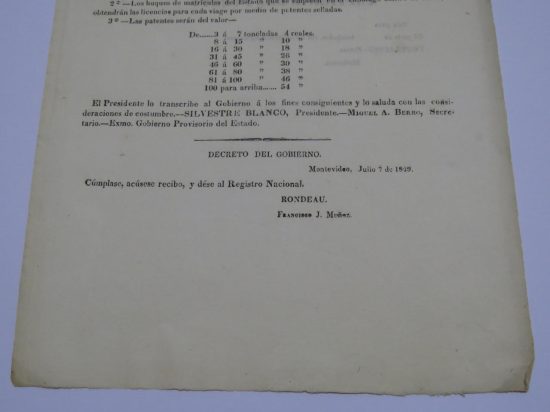 2º—Los buques de matrículas del Estado que se empleen en el
obtendrán las licencias para cada viage por medio de patentes selladas.
3º—Las patentes serán del valor—
De......3 á 7 toneladas 4 reales.
8 á 15 " 10 "
16 á 30 " 18 "
31 á 45 " 26 "
46 á 60 " 30 "
61 á 80 " 38 "
81 á 100 " 46 "
100 para arriba...... 54 "
El Presidente lo transcribe al Gobierno á los fines consiguientes y lo saluda con las consi-
deraciones de costumbre.—SILVESTRE BLANCO, Presidente.—MIGUEL A. BERRO, Secre-
tario.—Exmo. Gobierno Provisorio del Estado.
DECRETO DEL GOBIERNO.
Montevideo, Julio 7 de 1829.
Cúmplase, acúsese recibo, y dése al Registro Nacional.
RONDEAU.
FRANCISCO J. MUÑOZ.